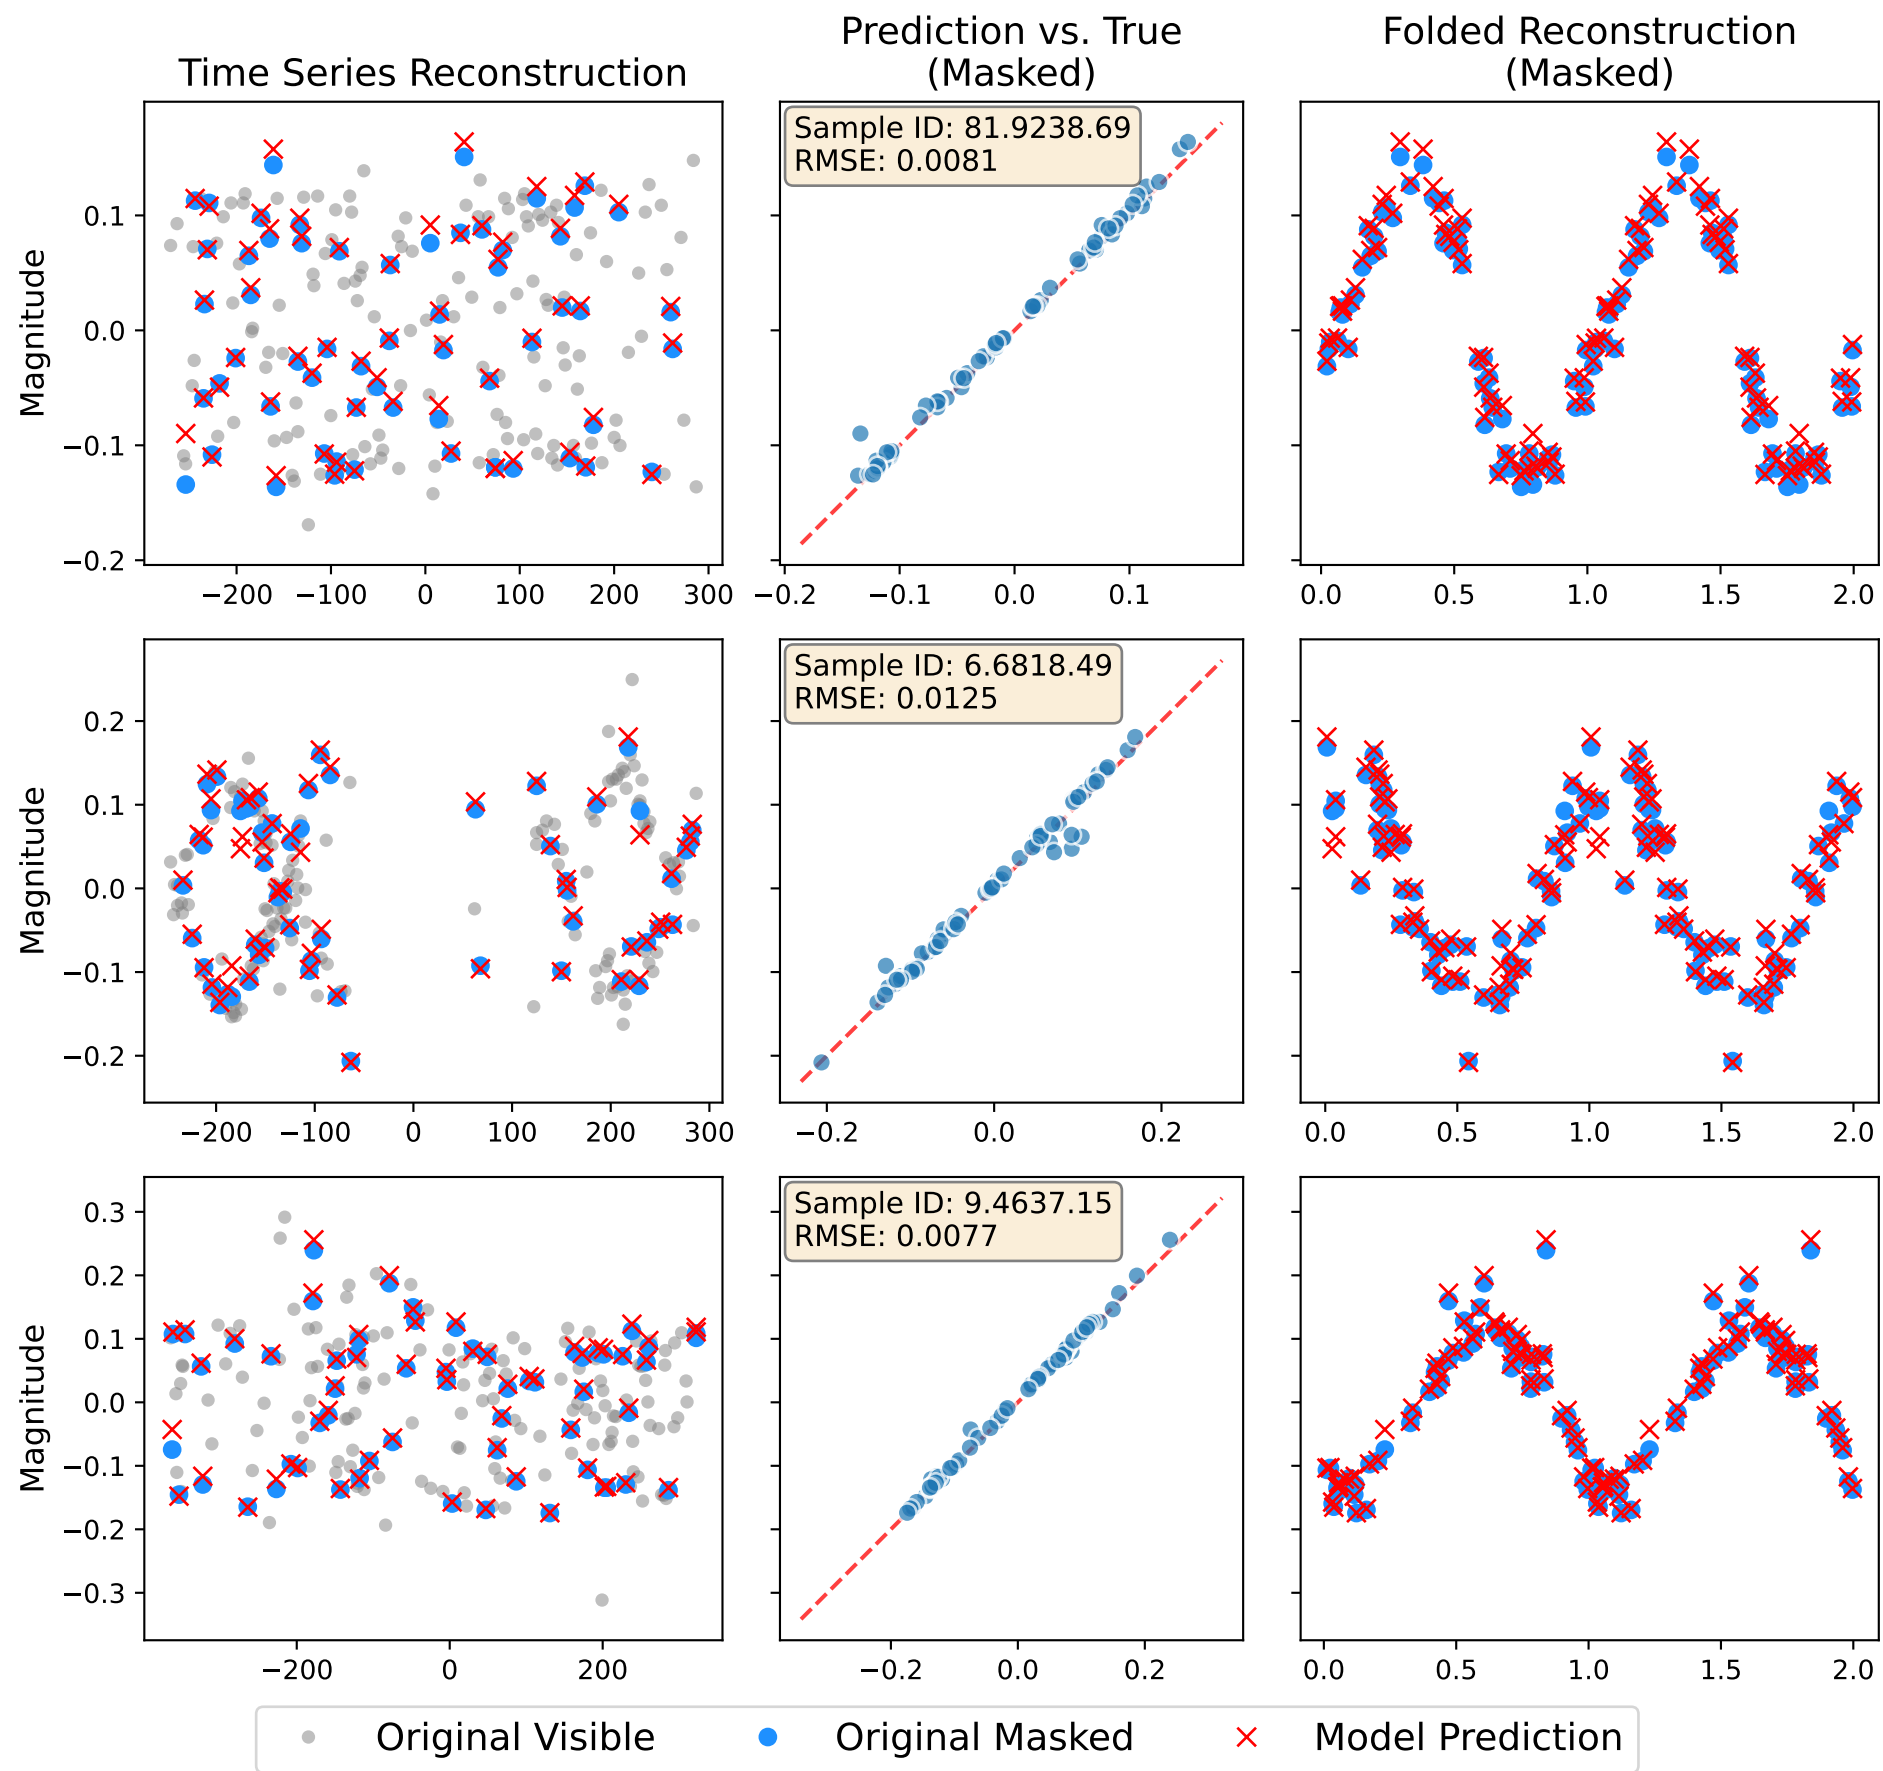 Time Series Reconstruction
Prediction vs. True
(Masked)
Folded Reconstruction
(Masked)
Magnitude
0.1
0.0
−0.1
−0.2
−200 −100 0 100 200 300
Sample ID: 81.9238.69
RMSE: 0.0081
−0.2 −0.1 0.0 0.1
0.0 0.5 1.0 1.5 2.0
Magnitude
0.2
0.1
0.0
−0.1
−0.2
−200 −100 0 100 200 300
Sample ID: 6.6818.49
RMSE: 0.0125
−0.2 0.0 0.2
0.0 0.5 1.0 1.5 2.0
Magnitude
0.3
0.2
0.1
0.0
−0.1
−0.2
−0.3
−200 0 200
Sample ID: 9.4637.15
RMSE: 0.0077
−0.2 0.0 0.2
0.0 0.5 1.0 1.5 2.0
Original Visible Original Masked Model Prediction